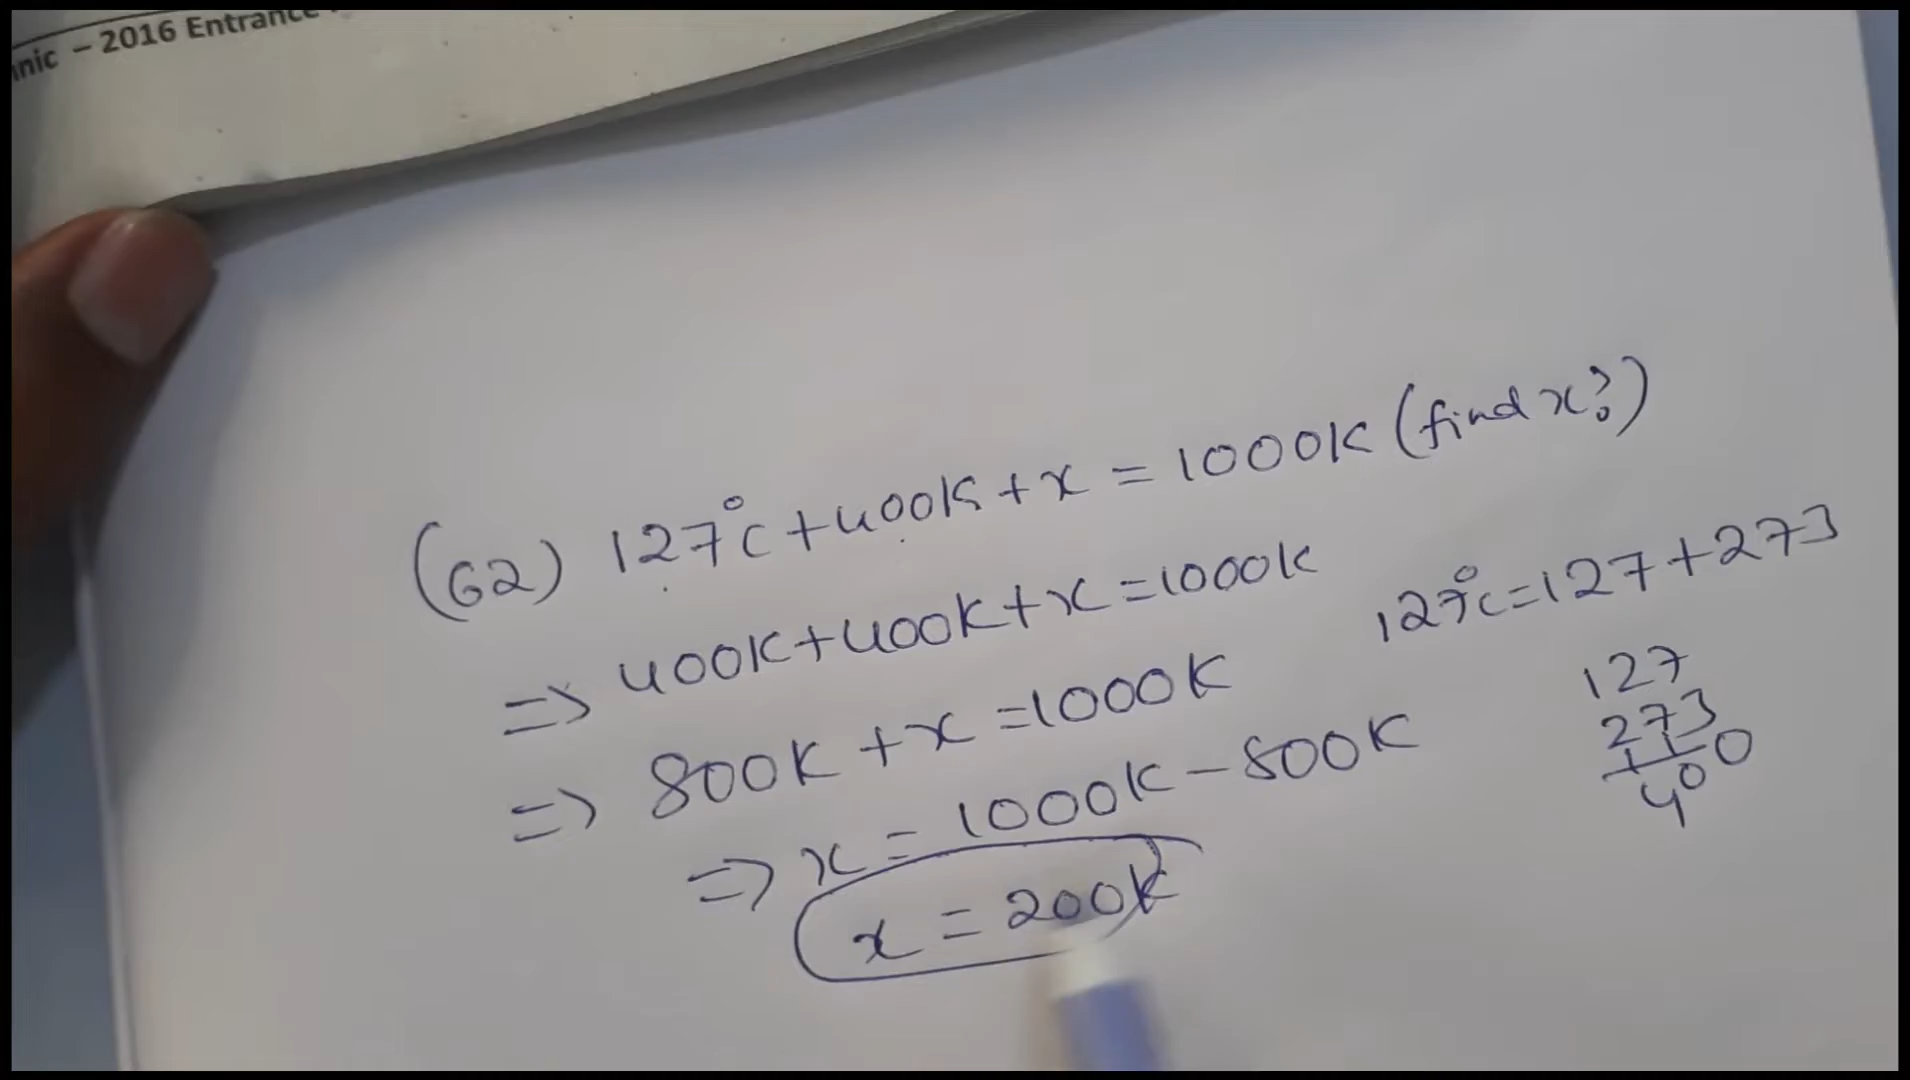 – 2016 Entrance
(62) 127°c+400k+x = 1000k (find x?)
=> 400k+400k+x=1000k
127°c=127+273
=> 800k +x =1000k
127
273
11
400
=> x = 1000k-800k
x = 200k